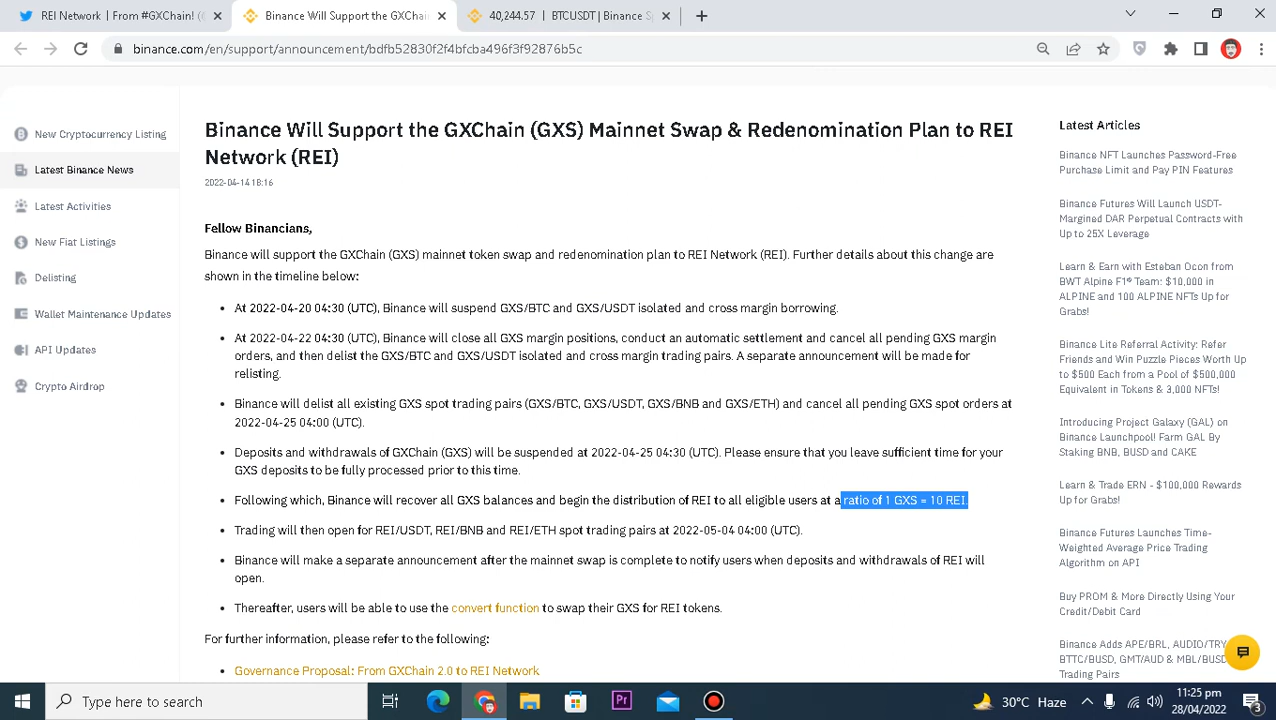 REI Network | From #GXChain! (
Binance Will Support the GXChain
40,244.57 | BTCUSDT | Binance S
binance.com/en/support/announcement/bdfb52830f2f4bfcba496f3f92876b5c
New Cryptocurrency Listing
Latest Binance News
Latest Activities
New Fiat Listings
Delisting
Wallet Maintenance Updates
API Updates
Crypto Airdrop
Binance Will Support the GXChain (GXS) Mainnet Swap & Redenomination Plan to REI
Network (REI)
2022-04-14 18:16
Fellow Binancians,
Binance will support the GXChain (GXS) mainnet token swap and redenomination plan to REI Network (REI). Further details about this change are
shown in the timeline below:
• At 2022-04-20 04:30 (UTC), Binance will suspend GXS/BTC and GXS/USDT isolated and cross margin borrowing.
• At 2022-04-22 04:30 (UTC), Binance will close all GXS margin positions, conduct an automatic settlement and cancel all pending GXS margin
orders, and then delist the GXS/BTC and GXS/USDT isolated and cross margin trading pairs. A separate announcement will be made for
relisting.
• Binance will delist all existing GXS spot trading pairs (GXS/BTC, GXS/USDT, GXS/BNB and GXS/ETH) and cancel all pending GXS spot orders at
2022-04-25 04:00 (UTC).
• Deposits and withdrawals of GXChain (GXS) will be suspended at 2022-04-25 04:30 (UTC). Please ensure that you leave sufficient time for your
GXS deposits to be fully processed prior to this time.
• Following which, Binance will recover all GXS balances and begin the distribution of REI to all eligible users at a ratio of 1 GXS = 10 REI.
• Trading will then open for REI/USDT, REI/BNB and REI/ETH spot trading pairs at 2022-05-04 04:00 (UTC).
• Binance will make a separate announcement after the mainnet swap is complete to notify users when deposits and withdrawals of REI will
open.
• Thereafter, users will be able to use the convert function to swap their GXS for REI tokens.
For further information, please refer to the following:
• Governance Proposal: From GXChain 2.0 to REI Network
Latest Articles
Binance NFT Launches Password-Free
Purchase Limit and Pay PIN Features
Binance Futures Will Launch USDT-
Margined DAR Perpetual Contracts with
Up to 25X Leverage
Learn & Earn with Esteban Ocon from
BWT Alpine F1® Team: $10,000 in
ALPINE and 100 ALPINE NFTs Up for
Grabs!
Binance Lite Referral Activity: Refer
Friends and Win Puzzle Pieces Worth Up
to $500 Each from a Pool of $500,000
Equivalent in Tokens & 3,000 NFTs!
Introducing Project Galaxy (GAL) on
Binance Launchpool! Farm GAL By
Staking BNB, BUSD and CAKE
Learn & Trade ERN - $100,000 Rewards
Up for Grabs!
Binance Futures Launches Time-
Weighted Average Price Trading
Algorithm on API
Buy PROM & More Directly Using Your
Credit/Debit Card
Binance Adds APE/BRL, AUDIO/TRY,
BTTC/BUSD, GMT/AUD & MBL/BUSD
Trading Pairs
Type here to search
Pr
30°C Haze
11:25 pm
28/04/2022
3